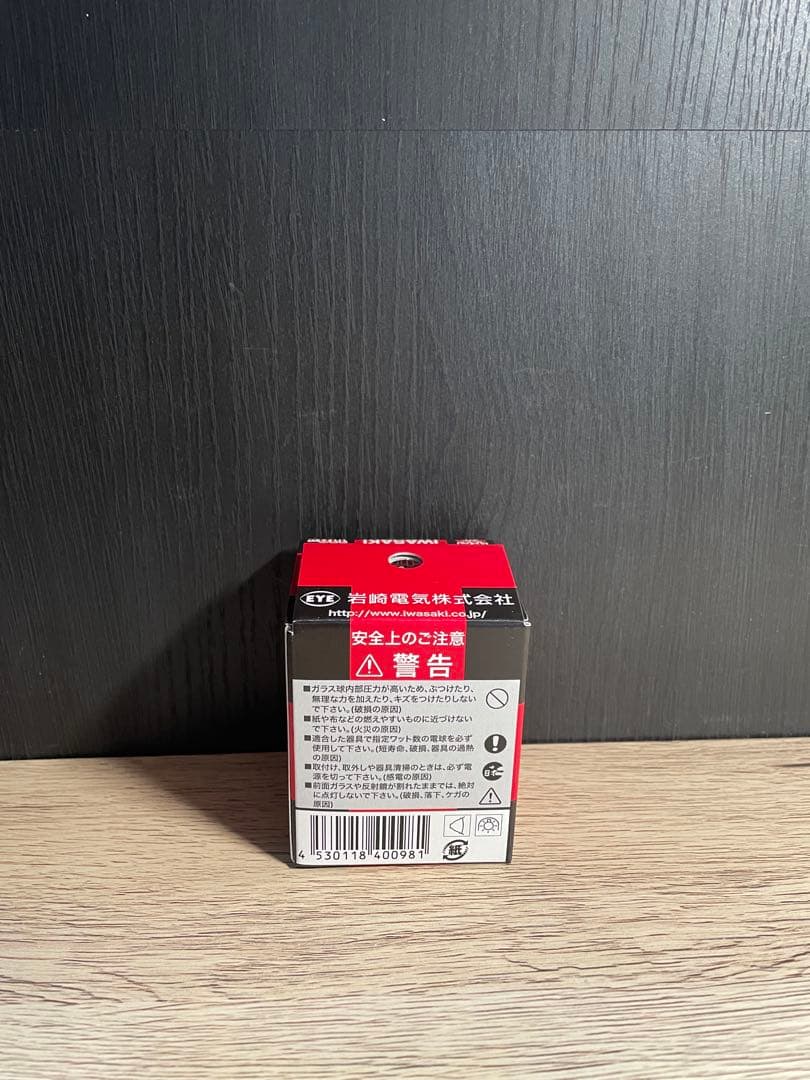 IWASAKI
EYE 岩崎電気株式会社
http://www.iwasaki.co.jp/
安全上のご注意
警告
■ガラス球内部圧力が高いため、ぶつけたり、
無理な力を加えたり、キズをつけたりしない
で下さい。(破損の原因)
■紙や布などの燃えやすいものに近づけない
で下さい。(火災の原因)
■適合した器具で指定ワット数の電球を必ず
使用して下さい。(短寿命、破損、器具の過熱
の原因)
■取付け、取外しや器具清掃のときは、必ず電
源を切って下さい。(感電の原因)
■前面ガラスや反射鏡が割れたままでは、絶対
に点灯しないで下さい。(破損、落下、ケガの
原因)
4 530118 400981
紙